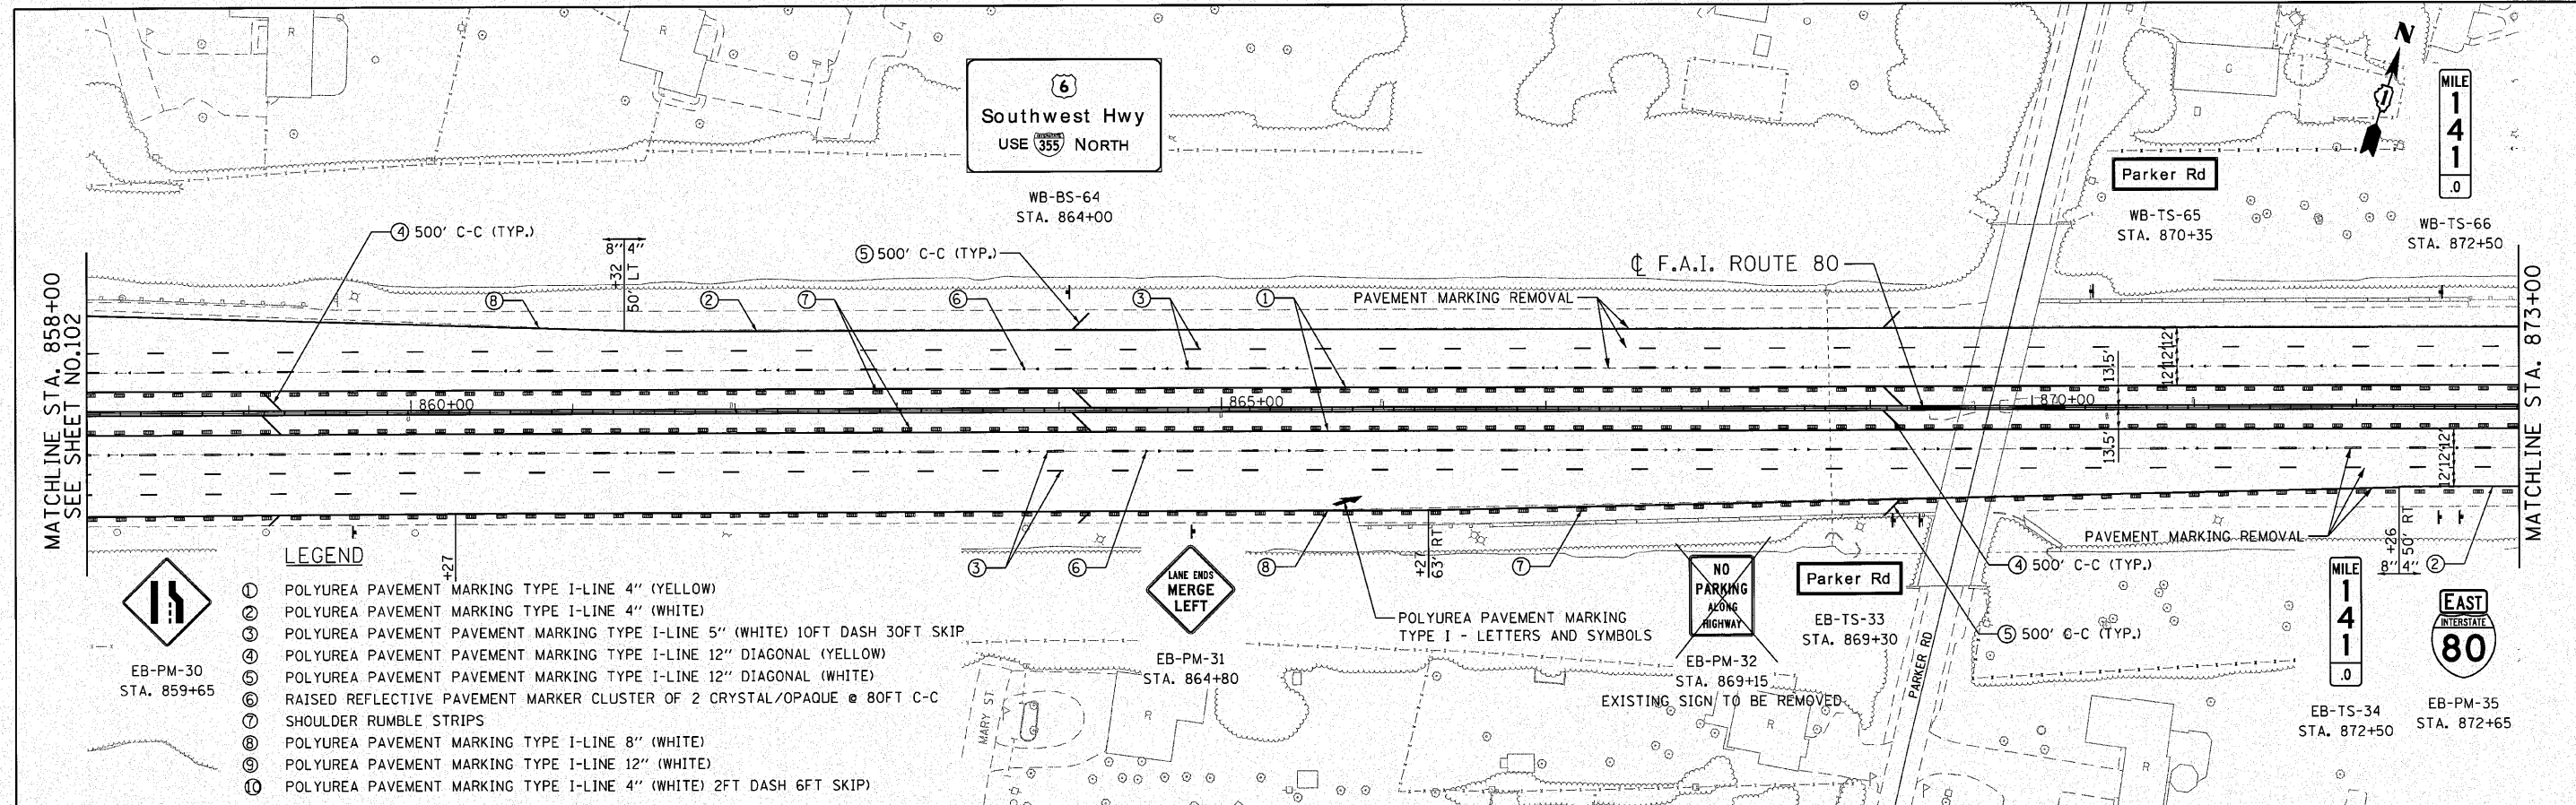 6
Southwest Hwy
USE 355 NORTH
WB-BS-64
STA. 864+00
N
MILE
1
4
1
.0
WB-TS-66
STA. 872+50
Parker Rd
WB-TS-65
STA. 870+35
R
R
G
④ 500' C-C (TYP.)
8" 4"
+32
50' LT
⑤ 500' C-C (TYP.)
℄ F.A.I. ROUTE 80
⑧
②
⑦
⑥
③
①
PAVEMENT MARKING REMOVAL
MATCHLINE STA. 858+00
SEE SHEET NO.102
MATCHLINE STA. 873+00
860+00
865+00
870+00
13.5'
13.5'
12'12'12'
12'12'12'
+27
③
⑥
⑧
+27
63' RT
⑦
④ 500' C-C (TYP.)
PAVEMENT MARKING REMOVAL
+26
50' RT
8" 4"
②
⑤ 500' C-C (TYP.)
POLYUREA PAVEMENT MARKING
TYPE I - LETTERS AND SYMBOLS
LEGEND
① POLYUREA PAVEMENT MARKING TYPE I-LINE 4" (YELLOW)
② POLYUREA PAVEMENT MARKING TYPE I-LINE 4" (WHITE)
③ POLYUREA PAVEMENT PAVEMENT MARKING TYPE I-LINE 5" (WHITE) 10FT DASH 30FT SKIP
④ POLYUREA PAVEMENT PAVEMENT MARKING TYPE I-LINE 12" DIAGONAL (YELLOW)
⑤ POLYUREA PAVEMENT PAVEMENT MARKING TYPE I-LINE 12" DIAGONAL (WHITE)
⑥ RAISED REFLECTIVE PAVEMENT MARKER CLUSTER OF 2 CRYSTAL/OPAQUE @ 80FT C-C
⑦ SHOULDER RUMBLE STRIPS
⑧ POLYUREA PAVEMENT MARKING TYPE I-LINE 8" (WHITE)
⑨ POLYUREA PAVEMENT MARKING TYPE I-LINE 12" (WHITE)
⑩ POLYUREA PAVEMENT MARKING TYPE I-LINE 4" (WHITE) 2FT DASH 6FT SKIP)
EB-PM-30
STA. 859+65
LANE ENDS
MERGE
LEFT
EB-PM-31
STA. 864+80
NO
PARKING
ALONG
HIGHWAY
EB-PM-32
STA. 869+15
EXISTING SIGN TO BE REMOVED
Parker Rd
EB-TS-33
STA. 869+30
PARKER RD
MARY ST
R
R
R
MILE
1
4
1
.0
EB-TS-34
STA. 872+50
EAST
INTERSTATE
80
EB-PM-35
STA. 872+65